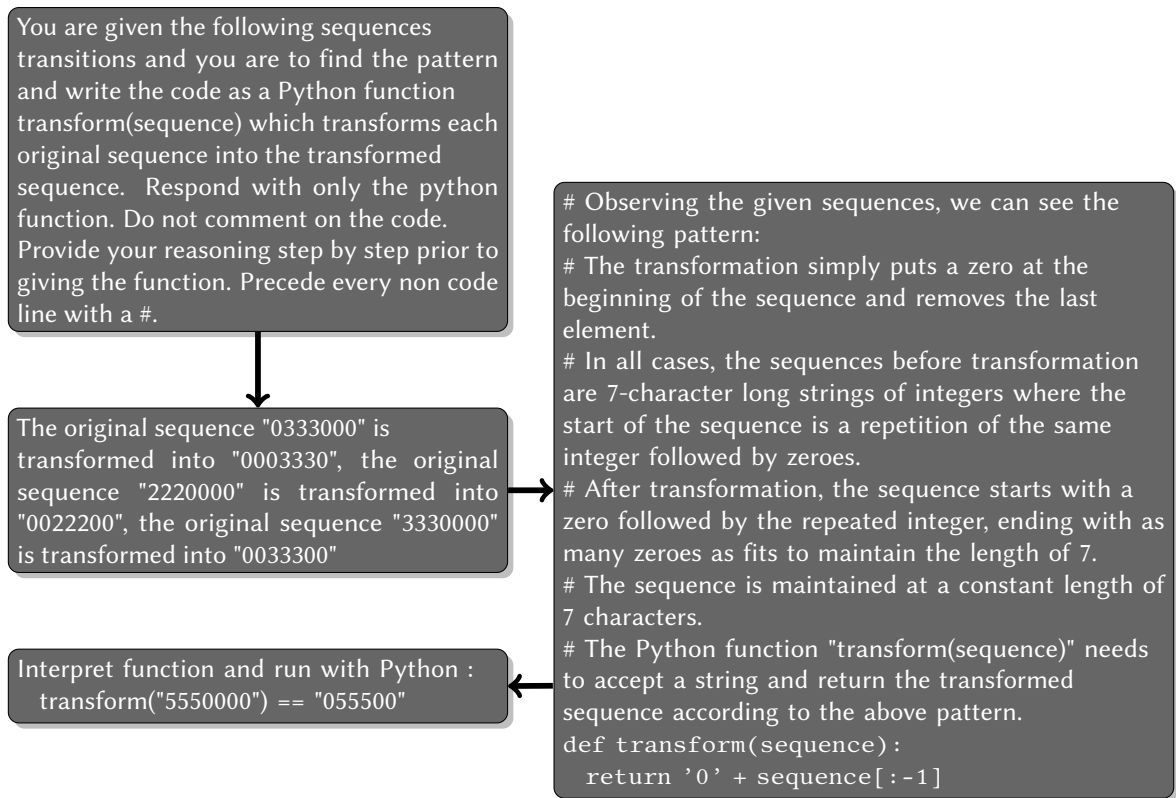 You are given the following sequences
transitions and you are to find the pattern
and write the code as a Python function
transform(sequence) which transforms each
original sequence into the transformed
sequence. Respond with only the python
function. Do not comment on the code.
Provide your reasoning step by step prior to
giving the function. Precede every non code
line with a #.
The original sequence "0333000" is
transformed into "0003330", the original
sequence "2220000" is transformed into
"0022200", the original sequence "3330000"
is transformed into "0033300"
# Observing the given sequences, we can see the
following pattern:
# The transformation simply puts a zero at the
beginning of the sequence and removes the last
element.
# In all cases, the sequences before transformation
are 7-character long strings of integers where the
start of the sequence is a repetition of the same
integer followed by zeroes.
# After transformation, the sequence starts with a
zero followed by the repeated integer, ending with as
many zeroes as fits to maintain the length of 7.
# The sequence is maintained at a constant length of
7 characters.
# The Python function "transform(sequence)" needs
to accept a string and return the transformed
sequence according to the above pattern.
def transform(sequence):
return '0' + sequence[:-1]
Interpret function and run with Python :
transform("5550000") == "055500"